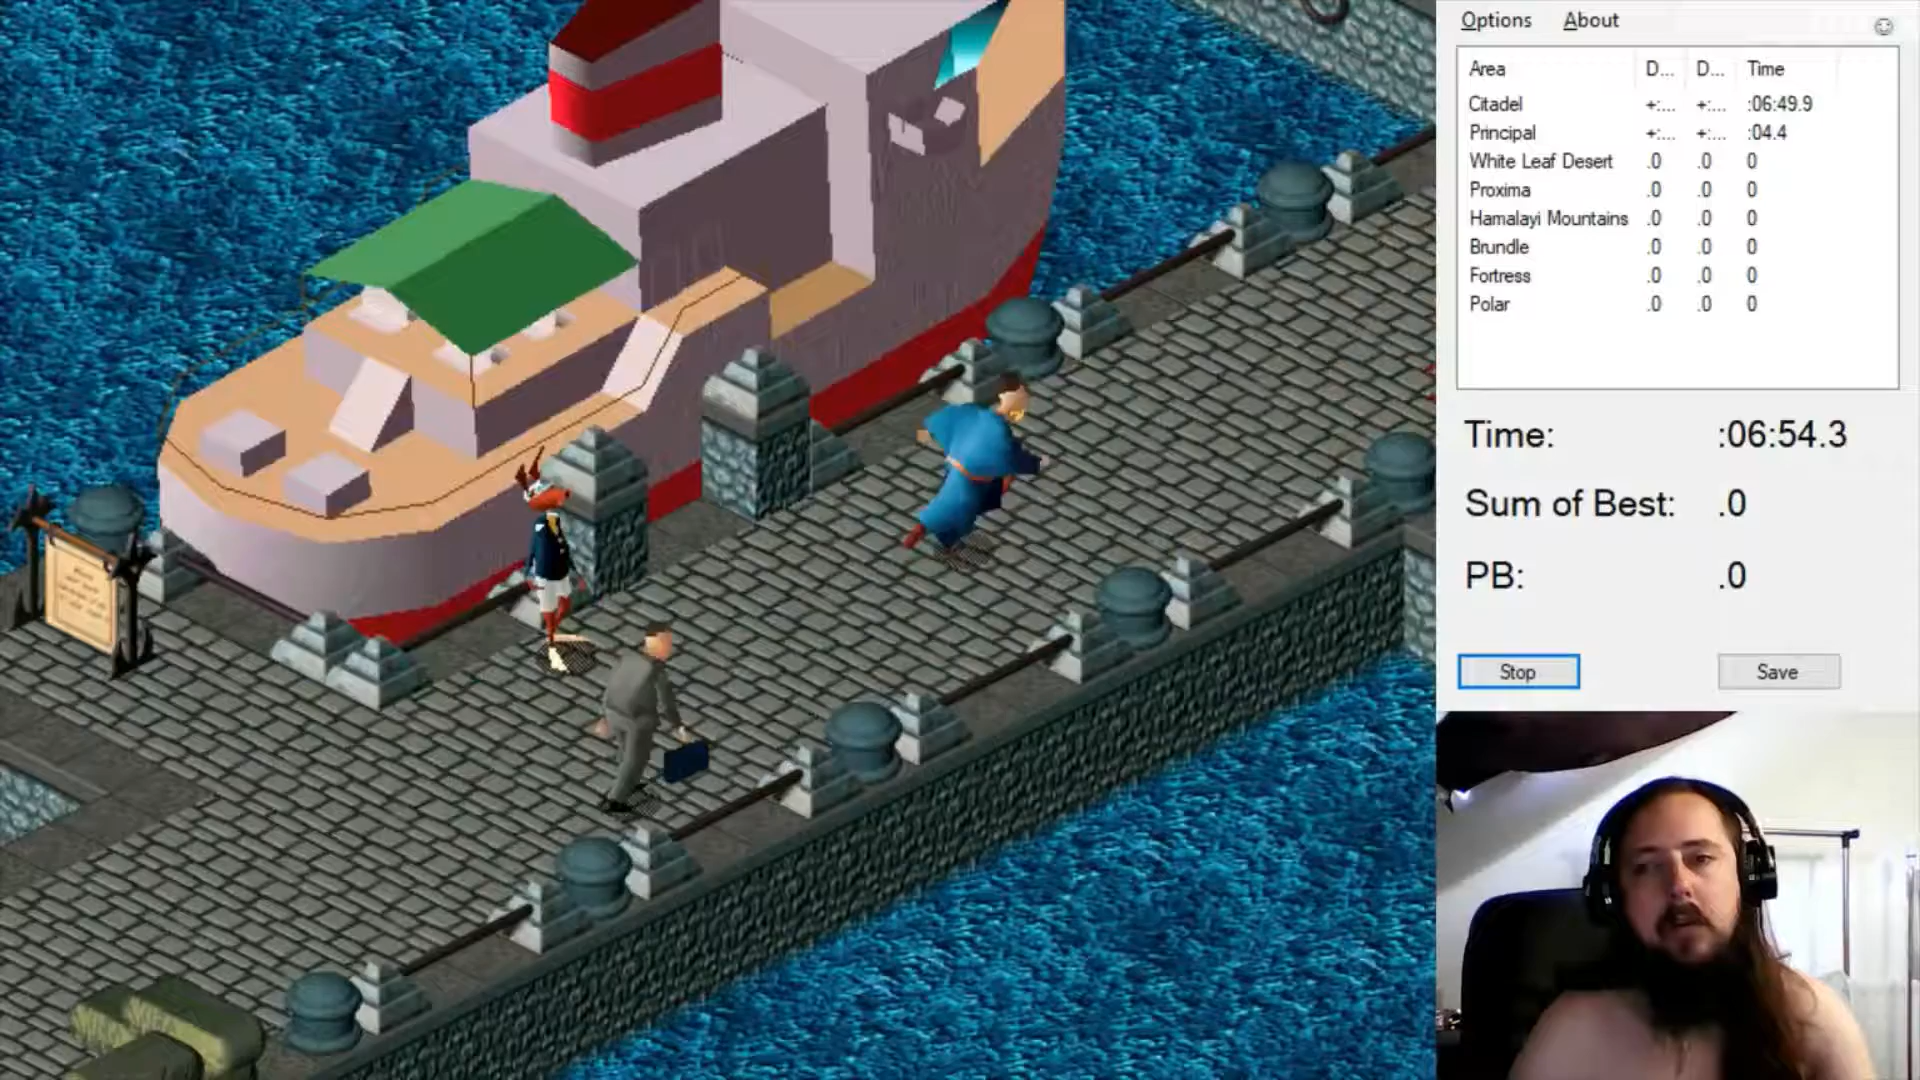 Options About
Area D... D... Time
Citadel +:... +:... :06:49.9
Principal +:... +:... :04.4
White Leaf Desert .0 .0 0
Proxima .0 .0 0
Hamalayi Mountains .0 .0 0
Brundle .0 .0 0
Fortress .0 .0 0
Polar .0 .0 0
Time: :06:54.3
Sum of Best: .0
PB: .0
Stop Save